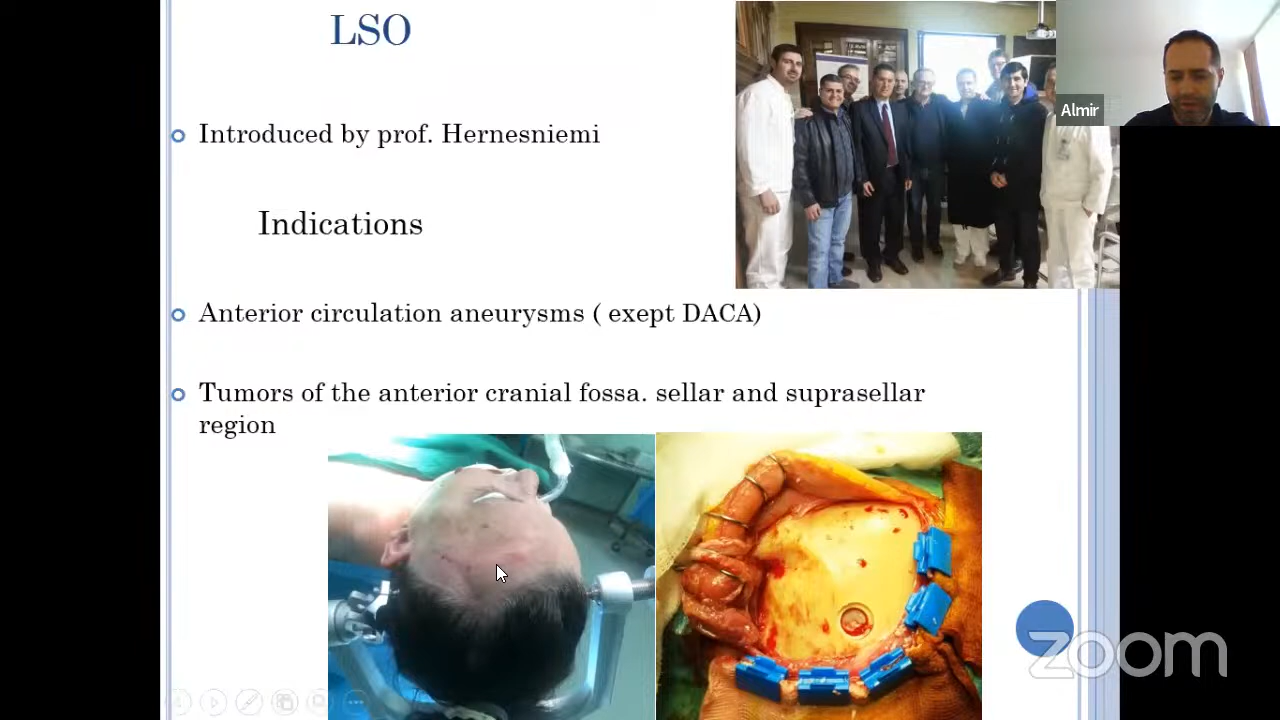 LSO
Almir
Introduced by prof. Hernesniemi
Indications
Anterior circulation aneurysms ( exept DACA)
Tumors of the anterior cranial fossa. sellar and suprasellar
region
zoom